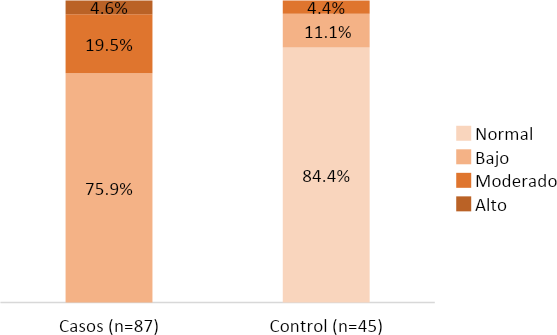 4.6%
4.4%
19.5%
11.1%
75.9%
84.4%
Normal
Bajo
Moderado
Alto
Casos (n=87)
Control (n=45)